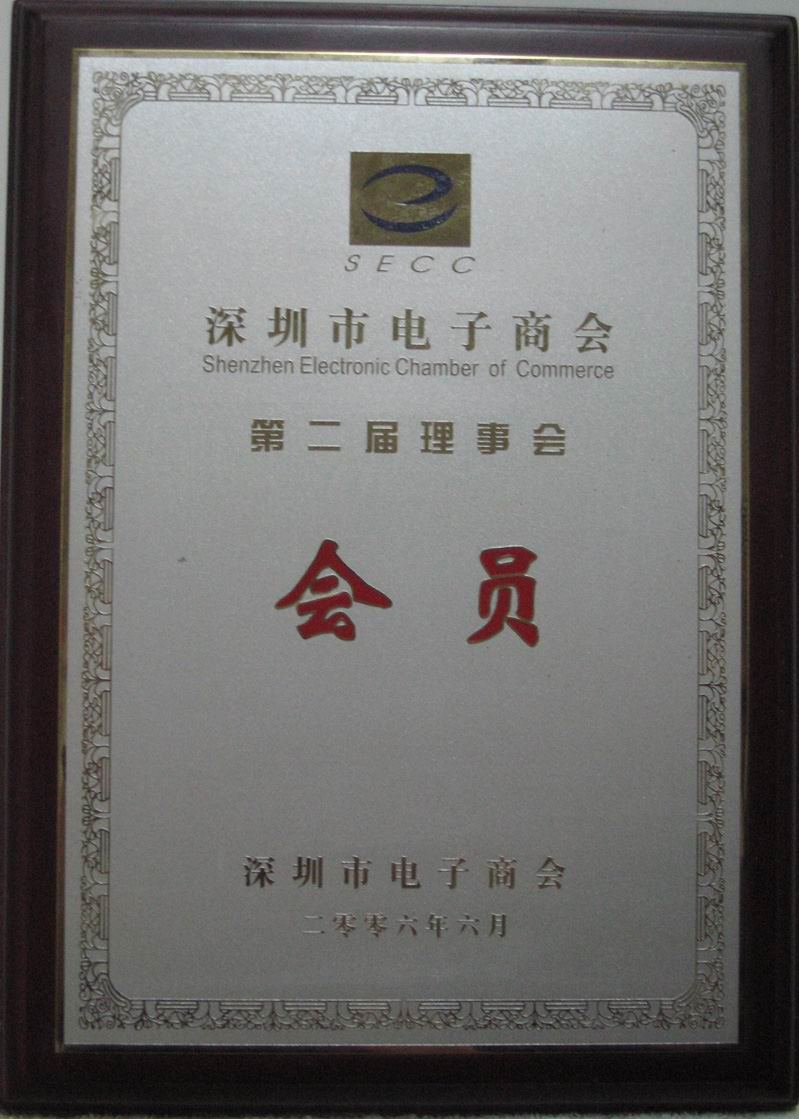 SECC
深圳市电子商会
Shenzhen Electronic Chamber of Commerce
第二届理事会
会员
深圳市电子商会
二零零六年六月